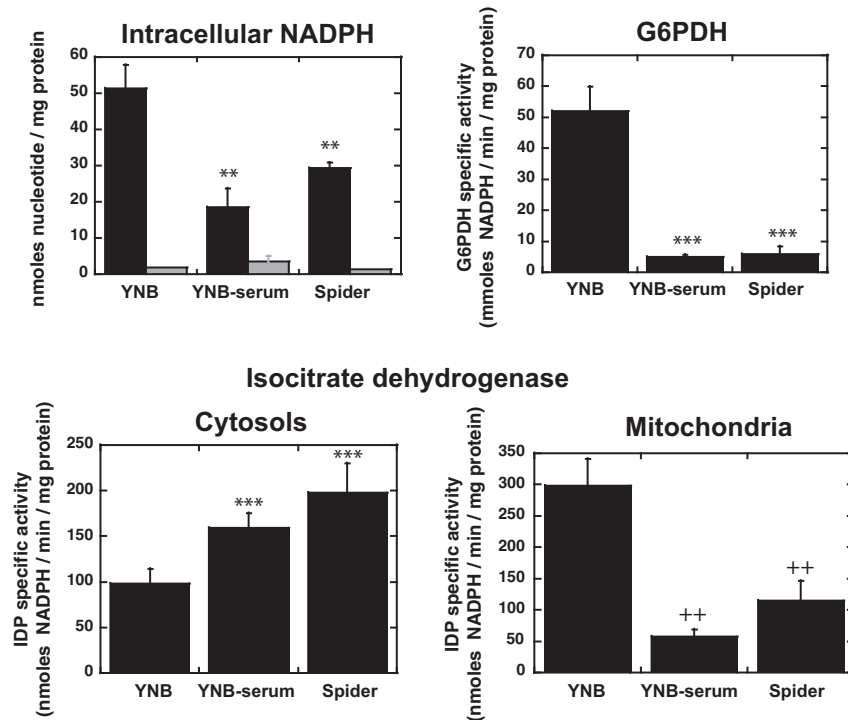 Intracellular NADPH
nmoles nucleotide / mg protein
60
50
40
30
20
10
0
**
**
YNB
YNB-serum
Spider
G6PDH
G6PDH specific activity
(mmoles NADPH / min / mg protein)
70
60
50
40
30
20
10
0
***
***
YNB
YNB-serum
Spider
Isocitrate dehydrogenase
Cytosols
IDP specific activity
(nmoles NADPH / min / mg protein)
250
200
150
100
50
0
***
***
YNB
YNB-serum
Spider
Mitochondria
IDP specific activity
(nmoles NADPH / min / mg protein)
350
300
250
200
150
100
50
0
++
++
YNB
YNB-serum
Spider